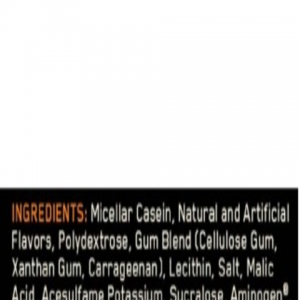 INGREDIENTS: Micellar Casein, Natural and Artificial
Flavors, Polydextrose, Gum Blend (Cellulose Gum,
Xanthan Gum, Carrageenan), Lecithin, Salt, Malic
Acid, Acesulfame Potassium, Sucralose, Aminogen®